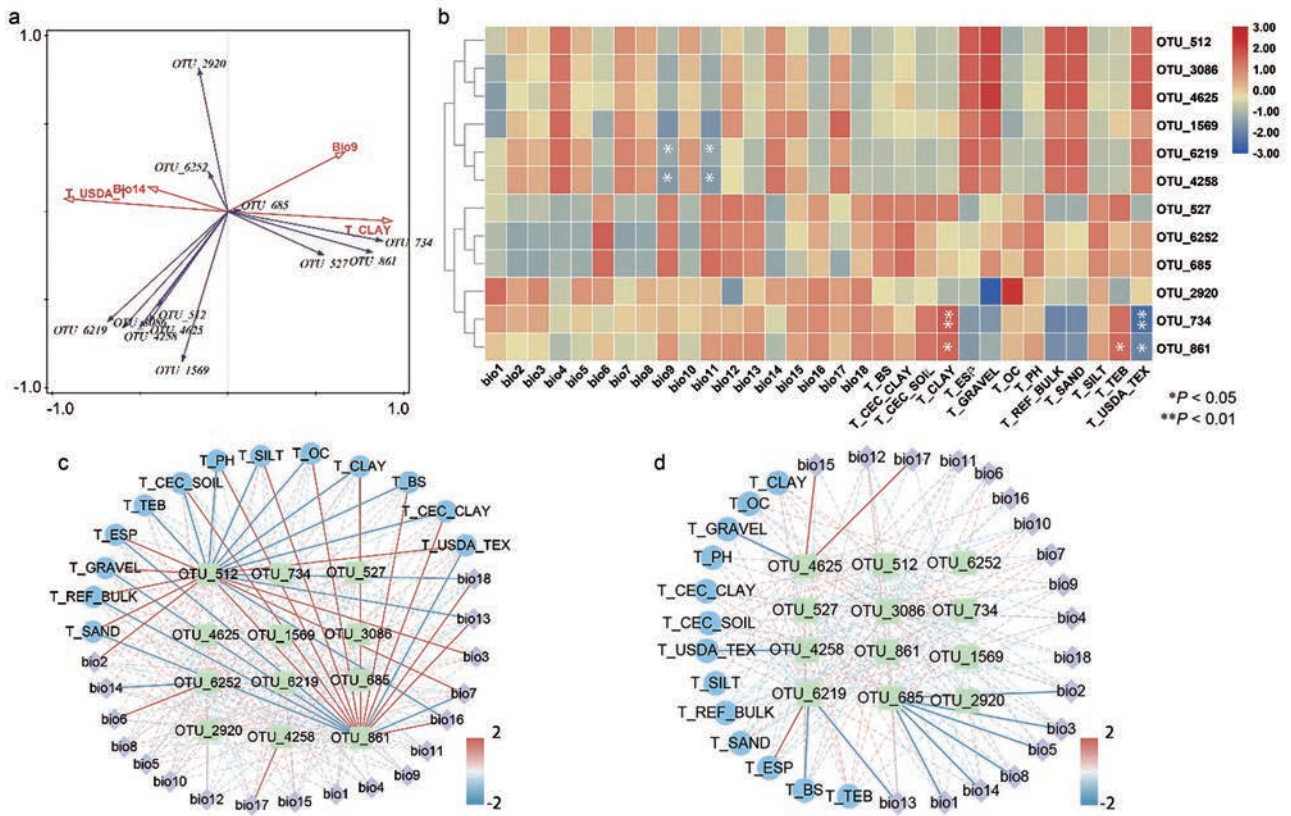 a
1.0
OTU_2920
Bio9
OTU_6252
Bio14
T_USDA_T
OTU_685
T_CLAY
OTU_734
OTU_527
OTU_861
OTU_512
OTU_6219
OTU_3086
OTU_4625
OTU_4258
OTU_1569
-1.0
-1.0
1.0
b
OTU_512
OTU_3086
OTU_4625
OTU_1569
OTU_6219
OTU_4258
OTU_527
OTU_6252
OTU_685
OTU_2920
OTU_734
OTU_861
3.00
2.00
1.00
0.00
-1.00
-2.00
-3.00
* *
* *
* *
* *
* * *
bio1
bio2
bio3
bio4
bio5
bio6
bio7
bio8
bio9
bio10
bio11
bio12
bio13
bio14
bio15
bio16
bio17
bio18
T_BS
T_CEC_CLAY
T_CEC_SOIL
T_CLAY
T_ESP
T_GRAVEL
T_OC
T_PH
T_REF_BULK
T_SAND
T_SILT
T_TEB
T_USDA_TEX
*P < 0.05
**P < 0.01
c
T_PH
T_SILT
T_OC
T_CLAY
T_CEC_SOIL
T_BS
T_TEB
T_CEC_CLAY
T_ESP
T_USDA_TEX
T_GRAVEL
OTU_512
OTU_734
OTU_527
bio18
T_REF_BULK
bio13
T_SAND
OTU_4625
OTU_1569
OTU_3086
bio2
bio3
bio14
OTU_6252
OTU_6219
OTU_685
bio7
bio6
bio16
OTU_2920
OTU_4258
OTU_861
bio8
bio11
bio5
bio9
bio10
bio4
bio12
bio17
bio15
bio1
2
-2
d
bio15
bio12
bio17
bio11
bio6
T_CLAY
bio16
T_OC
bio10
T_GRAVEL
OTU_4625
OTU_512
OTU_6252
bio7
T_PH
bio9
T_CEC_CLAY
OTU_527
OTU_3086
OTU_734
bio4
T_CEC_SOIL
T_USDA_TEX
OTU_4258
OTU_861
OTU_1569
bio18
T_SILT
OTU_6219
OTU_685
OTU_2920
bio2
T_REF_BULK
bio3
T_SAND
bio5
T_ESP
bio8
T_BS
T_TEB
bio13
bio1
bio14
2
-2